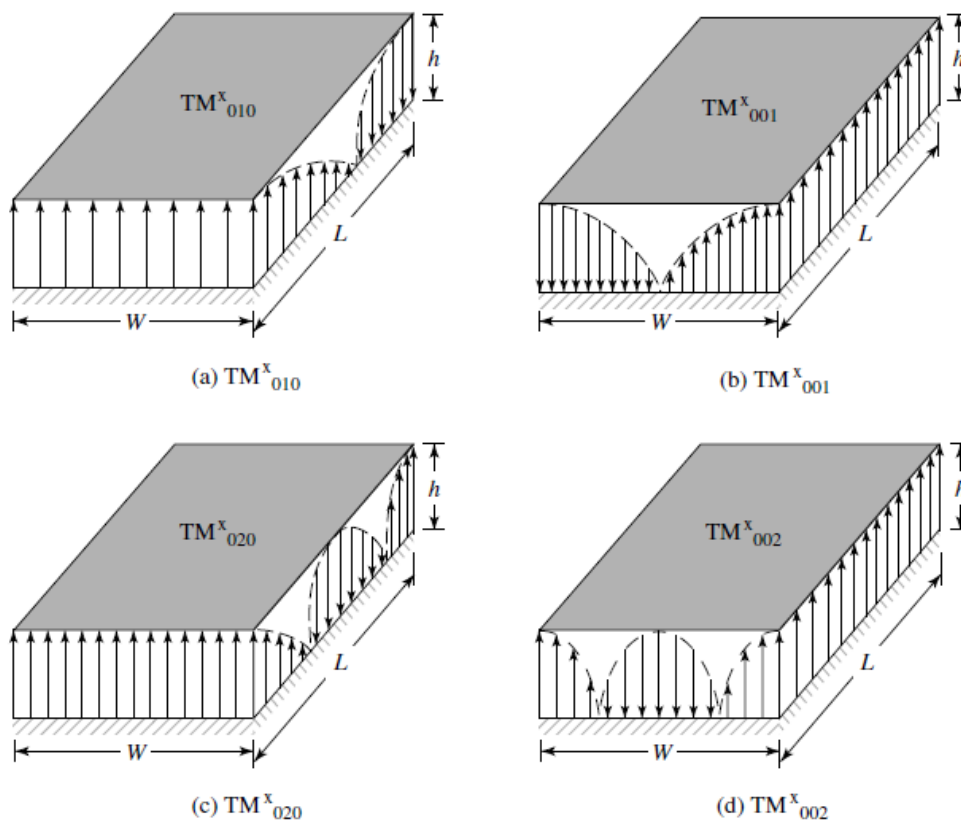 TMˣ₀₁₀
h
L
W
(a) TMˣ₀₁₀
TMˣ₀₀₁
h
L
W
(b) TMˣ₀₀₁
TMˣ₀₂₀
h
L
W
(c) TMˣ₀₂₀
TMˣ₀₀₂
h
L
W
(d) TMˣ₀₀₂